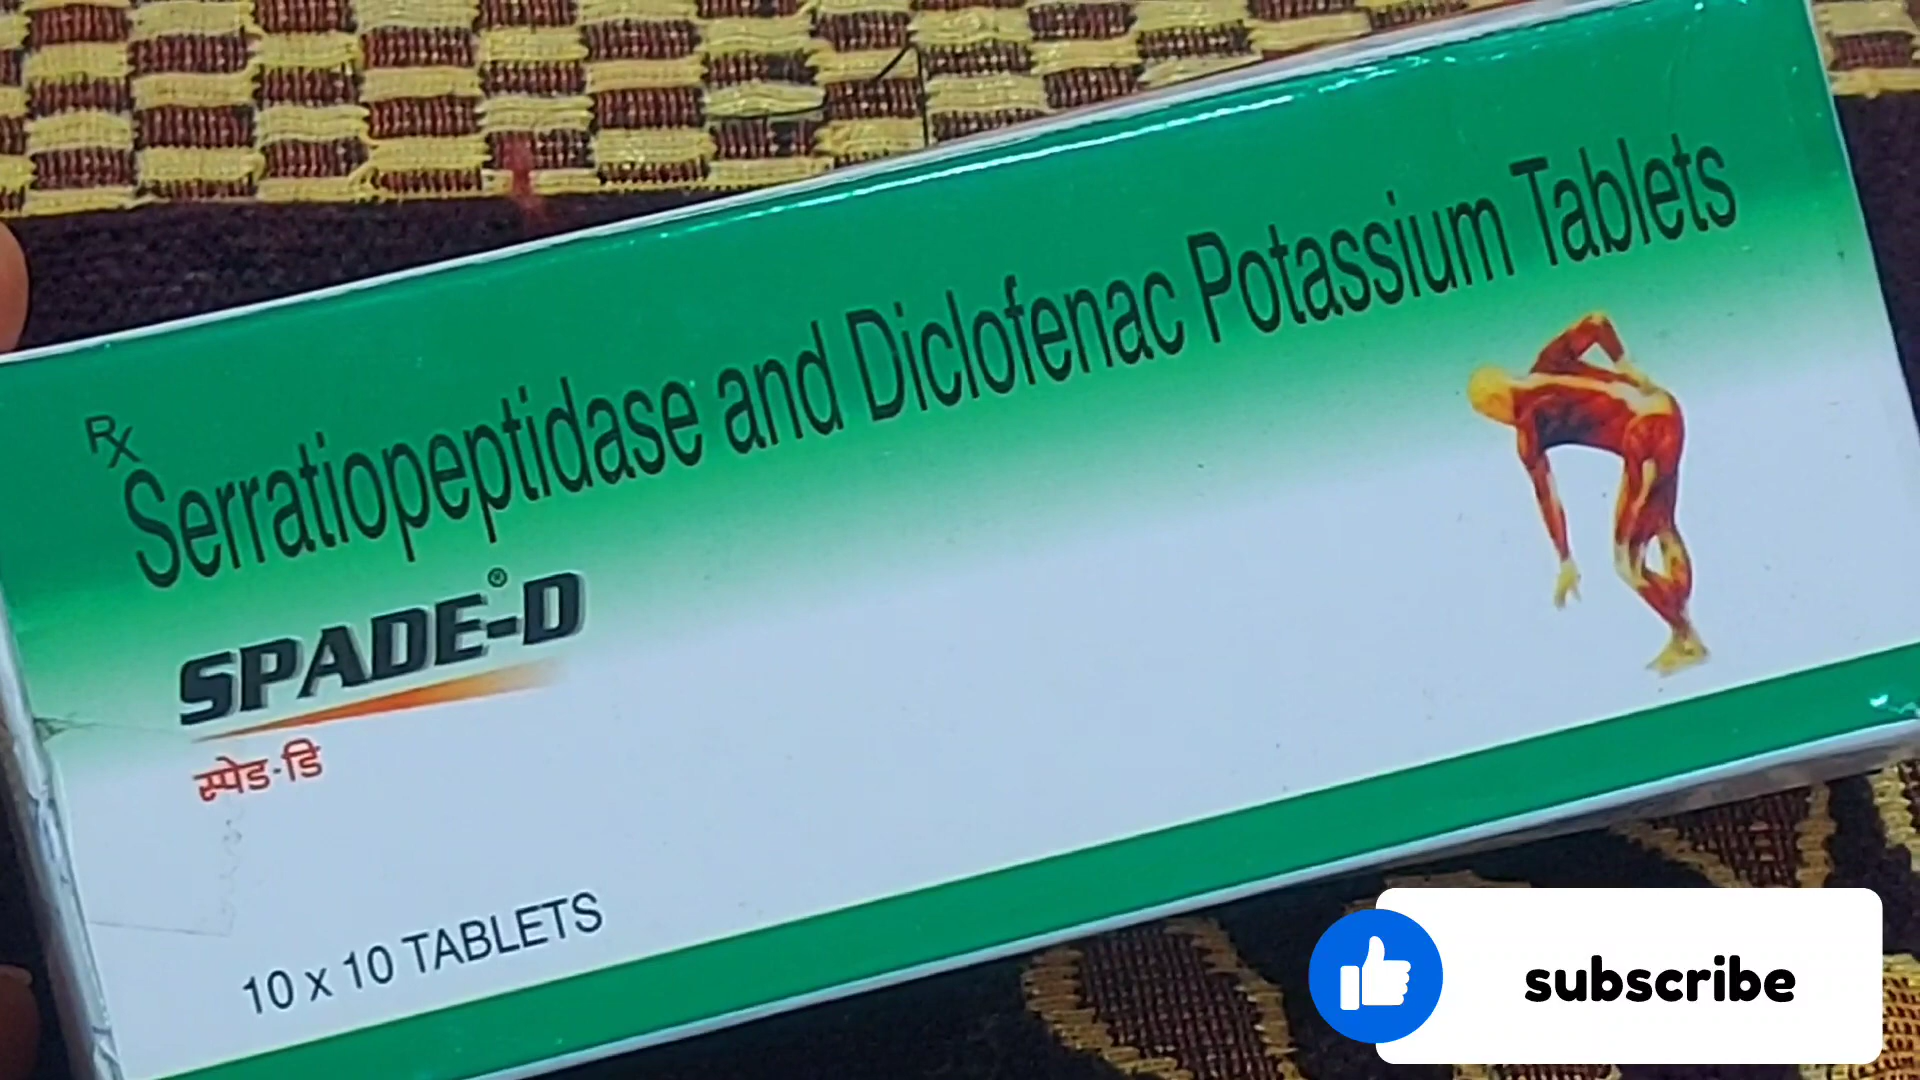 Rx
Serratiopeptidase and Diclofenac Potassium Tablets
SPADE-D®
स्पेड-डि
10 x 10 TABLETS
subscribe